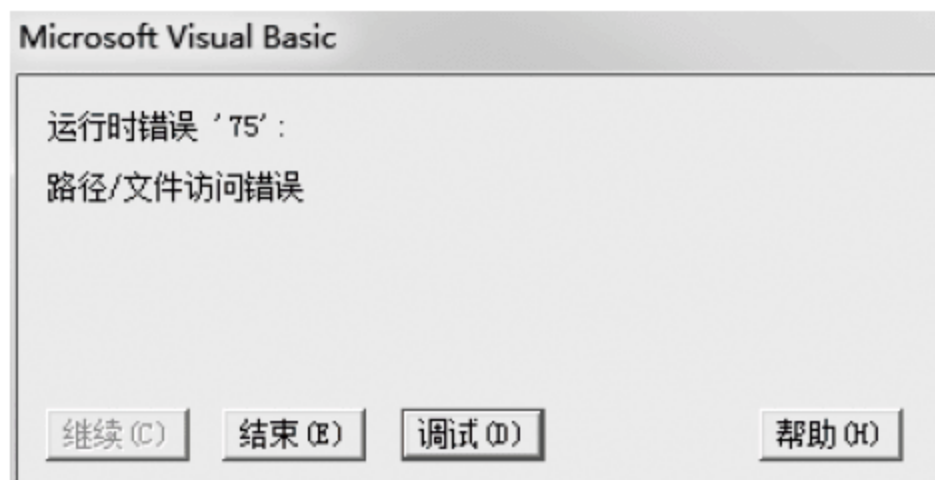 Microsoft Visual Basic
运行时错误 '75':
路径/文件访问错误
继续(C)
结束(E)
调试(D)
帮助(H)